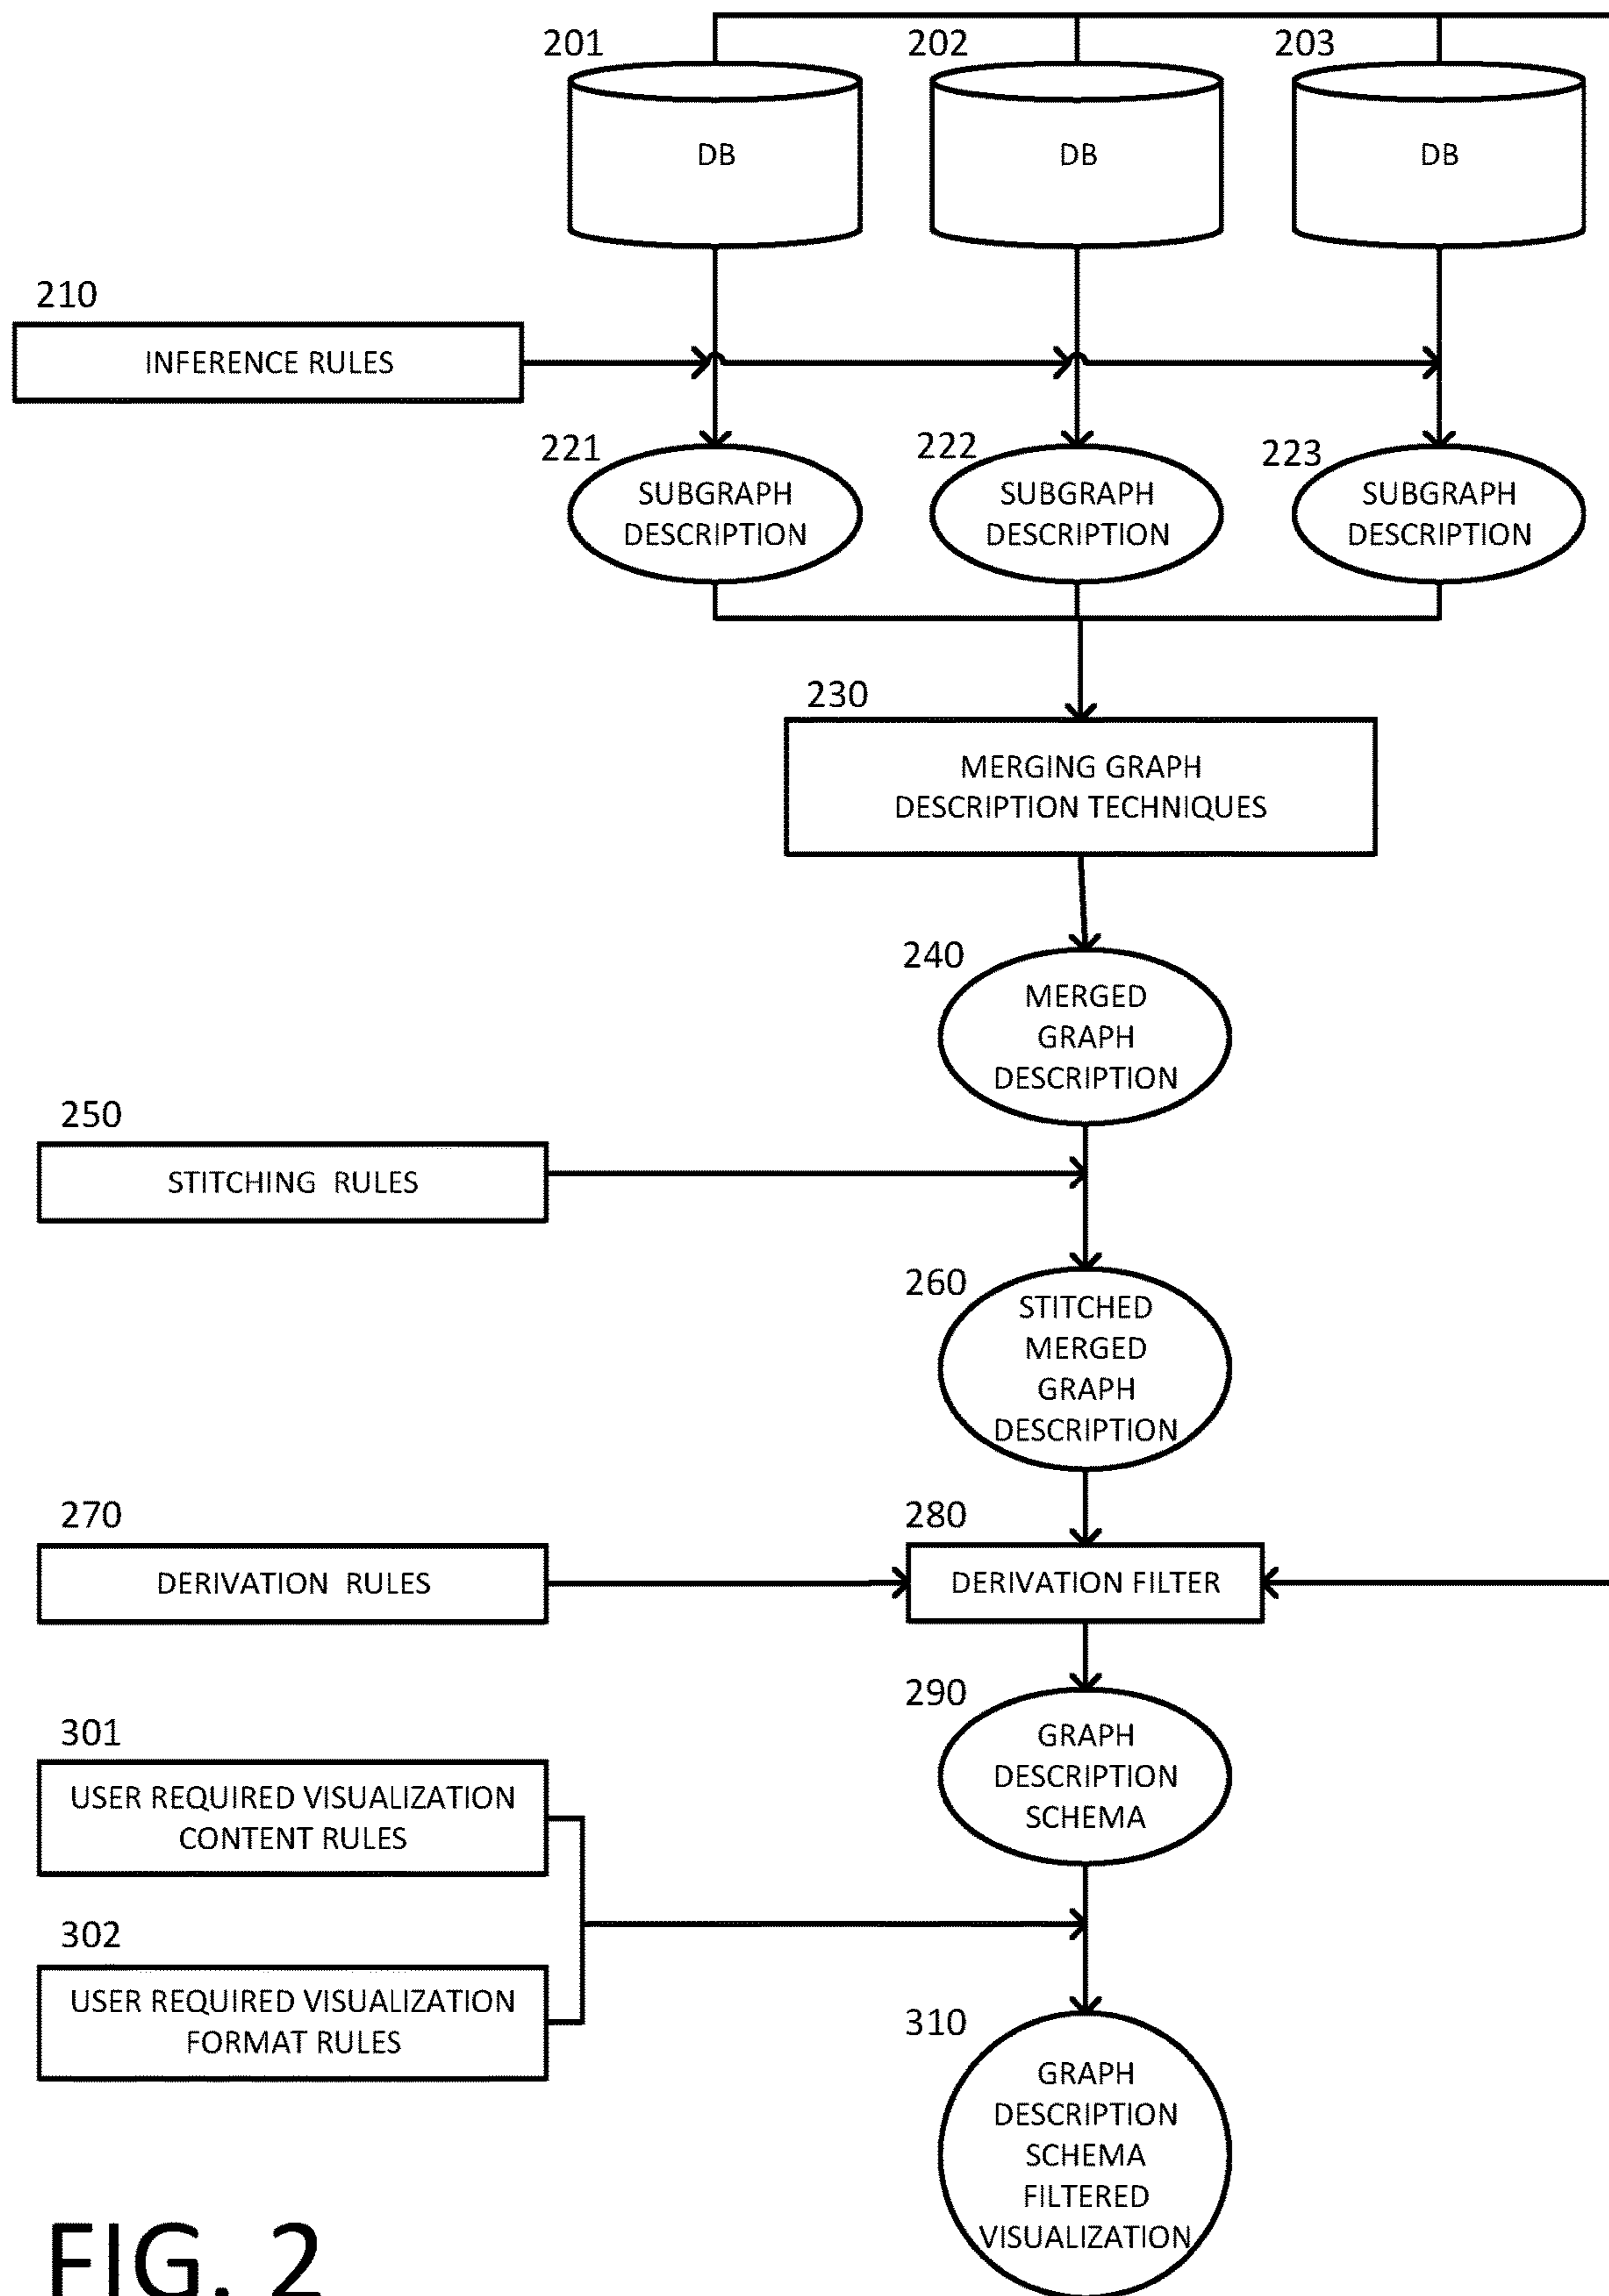 201
202
203
DB
DB
DB
210
INFERENCE RULES
221
222
223
SUBGRAPH
DESCRIPTION
SUBGRAPH
DESCRIPTION
SUBGRAPH
DESCRIPTION
230
MERGING GRAPH
DESCRIPTION TECHNIQUES
240
MERGED
GRAPH
DESCRIPTION
250
STITCHING RULES
260
STITCHED
MERGED
GRAPH
DESCRIPTION
270
DERIVATION RULES
280
DERIVATION FILTER
290
GRAPH
DESCRIPTION
SCHEMA
301
USER REQUIRED VISUALIZATION
CONTENT RULES
302
USER REQUIRED VISUALIZATION
FORMAT RULES
310
GRAPH
DESCRIPTION
SCHEMA
FILTERED
VISUALIZATION
FIG. 2